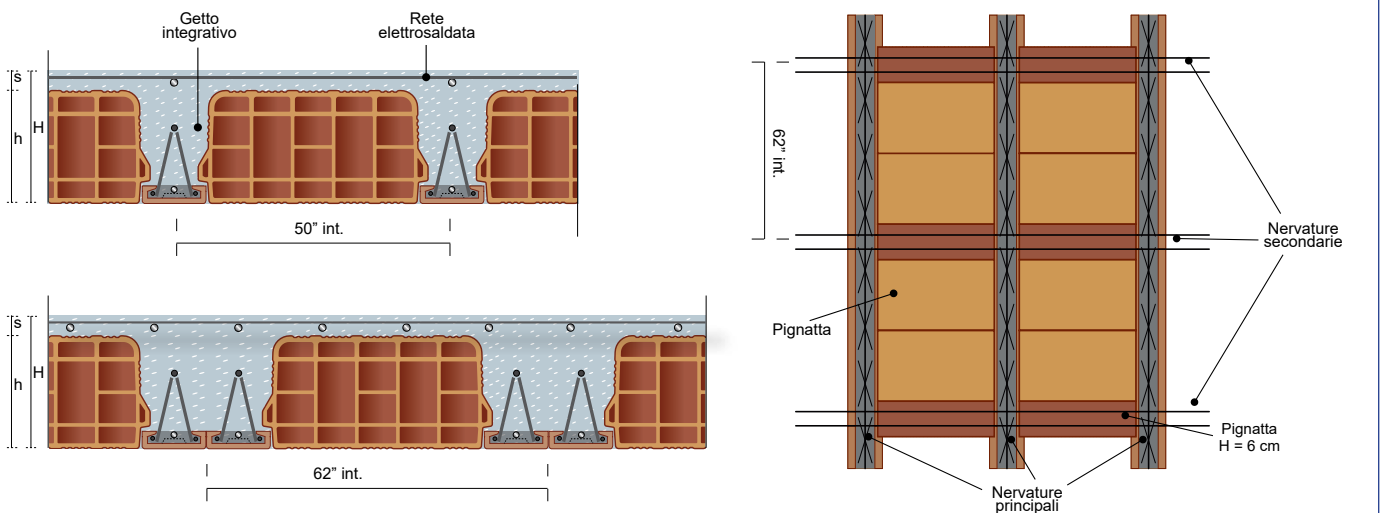 Getto
integrativo
Rete
elettrosaldata
s
h
H
50” int.
s
h
H
62” int.
62” int.
Pignatta
Nervature
secondarie
Pignatta
H = 6 cm
Nervature
principali